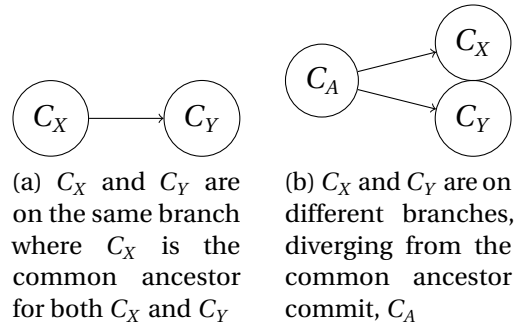 C_X
C_Y
C_A
C_X
C_Y
(a) C_X and C_Y are
on the same branch
where C_X is the
common ancestor
for both C_X and C_Y
(b) C_X and C_Y are on
different branches,
diverging from the
common ancestor
commit, C_A